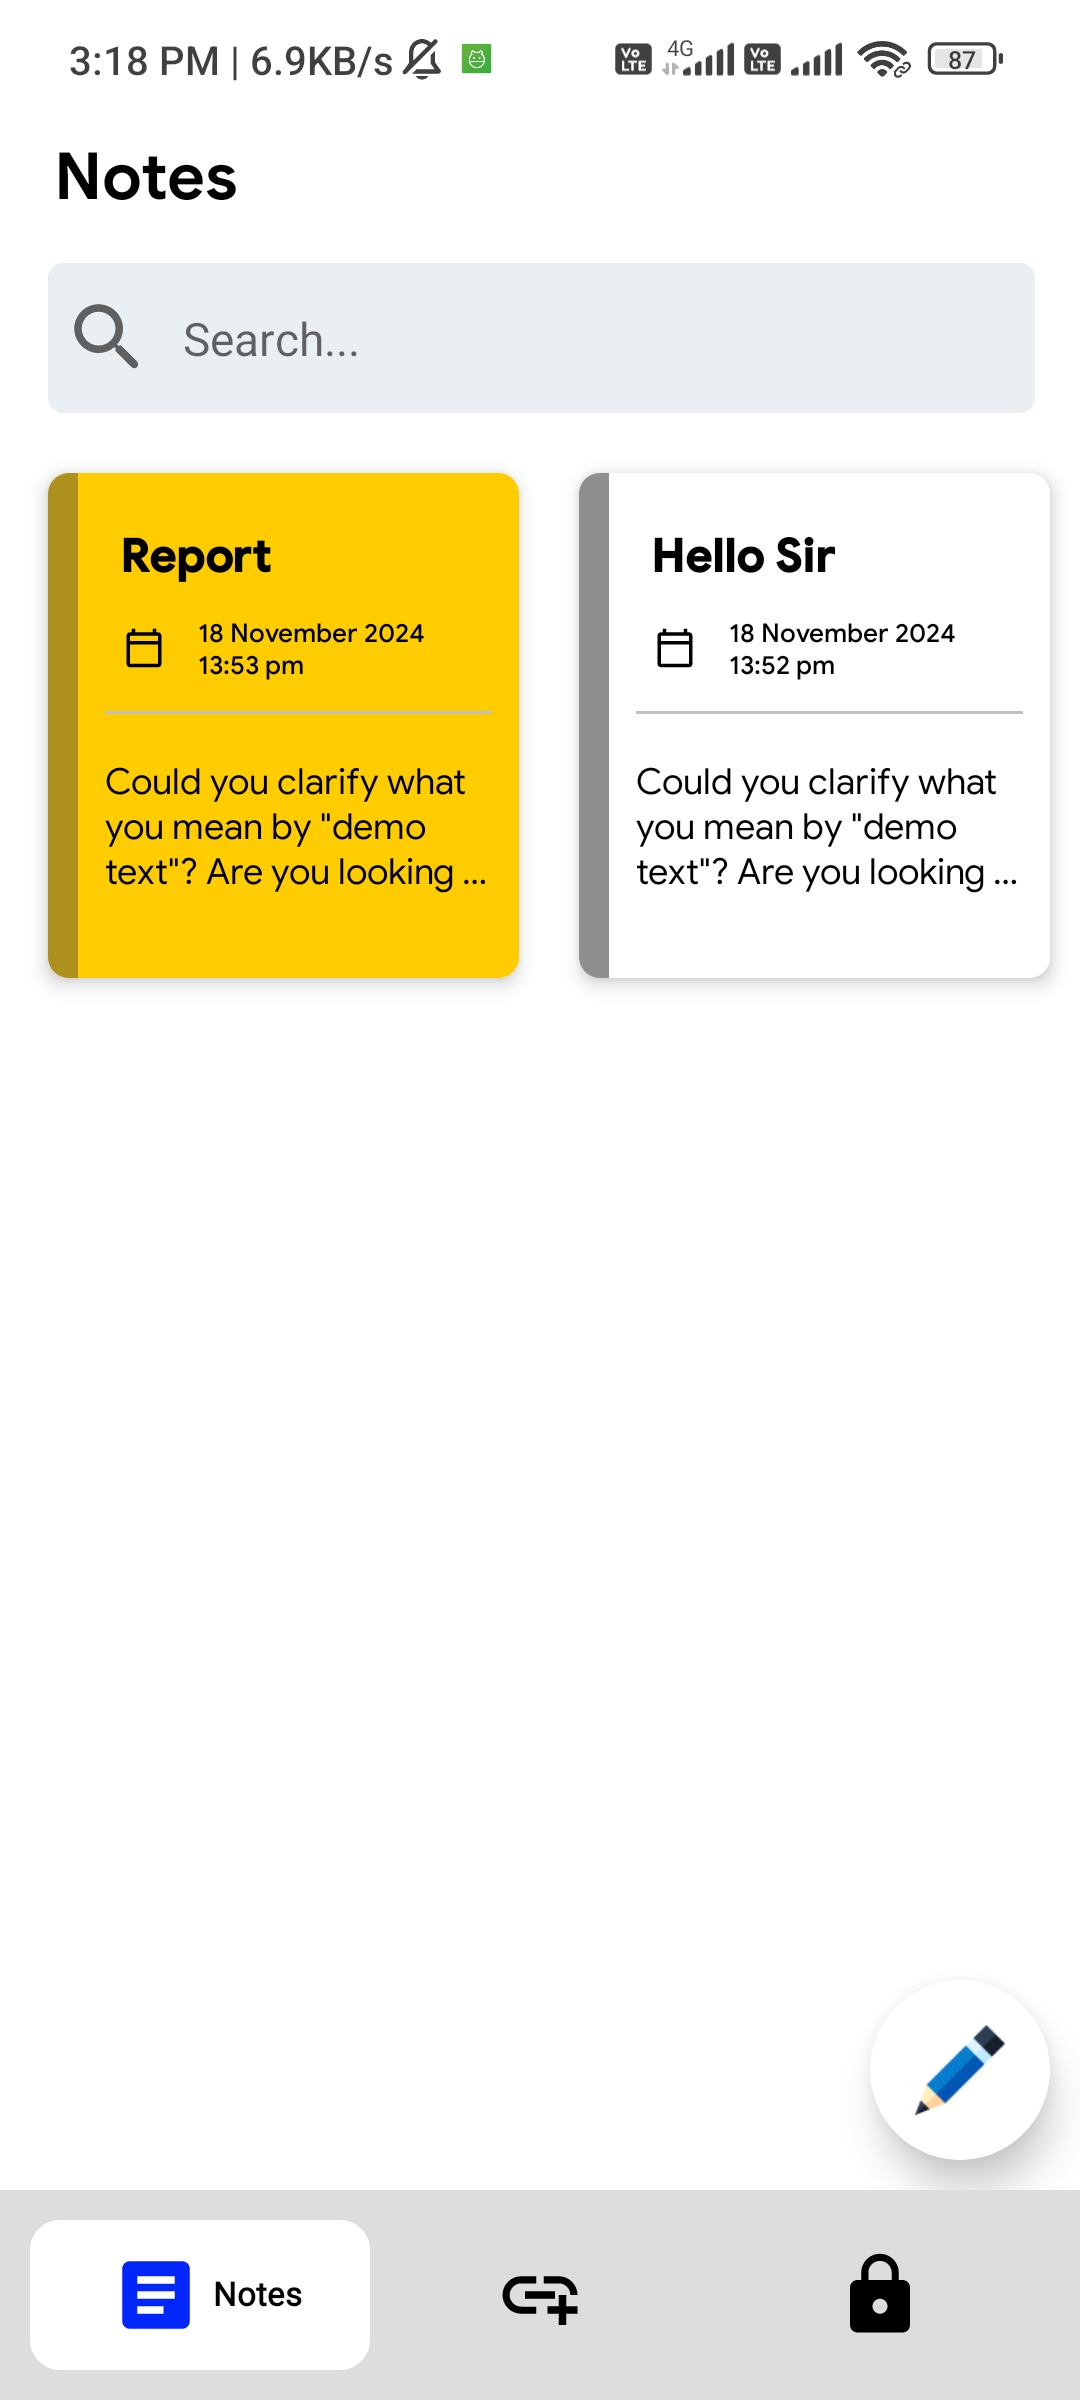 3:18 PM | 6.9KB/s
Vo LTE 4G Vo LTE 87
Notes
Search...
Report
18 November 2024
13:53 pm
Could you clarify what
you mean by "demo
text"? Are you looking ...
Hello Sir
18 November 2024
13:52 pm
Could you clarify what
you mean by "demo
text"? Are you looking ...
Notes